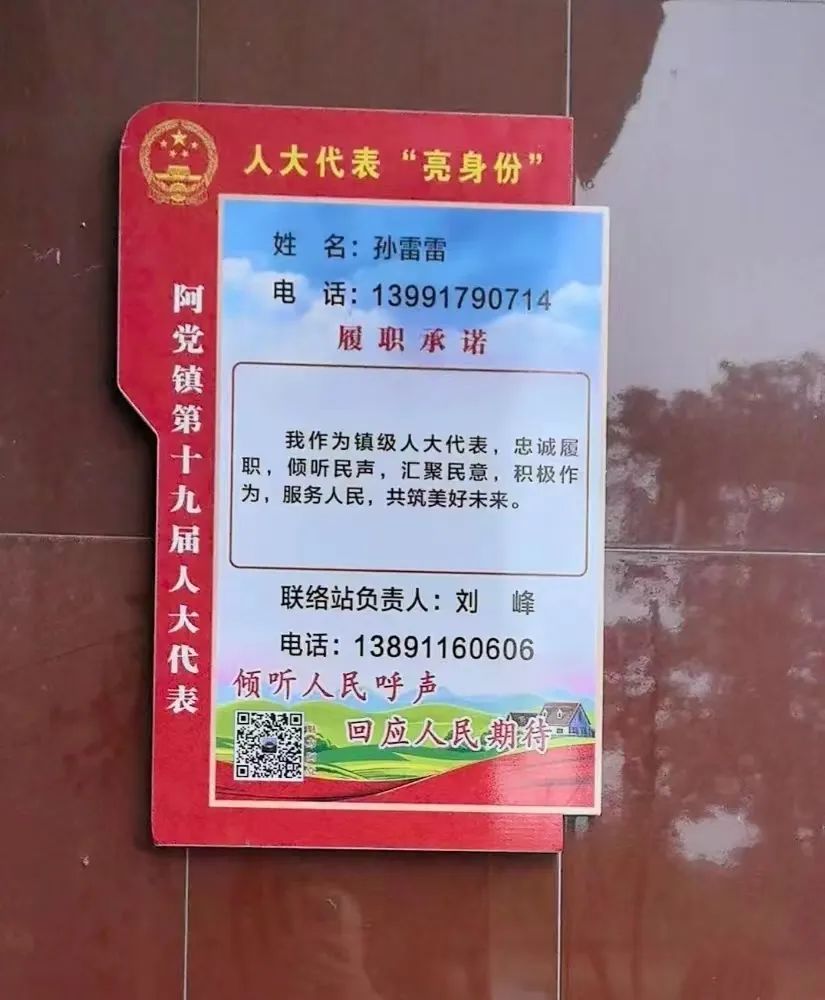 人大代表“亮身份”
阿党镇第十九届人大代表
姓 名：孙雷雷
电 话：13991790714
履职承诺
我作为镇级人大代表，忠诚履
职，倾听民声，汇聚民意，积极作
为，服务人民，共筑美好未来。
联络站负责人：刘 峰
电话：13891160606
倾听人民呼声
回应人民期待